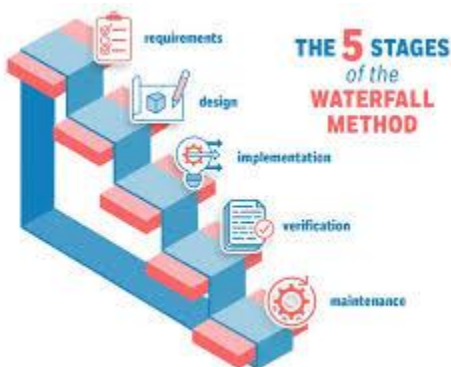 THE 5 STAGES
of the
WATERFALL
METHOD
requirements
design
implementation
verification
maintenance